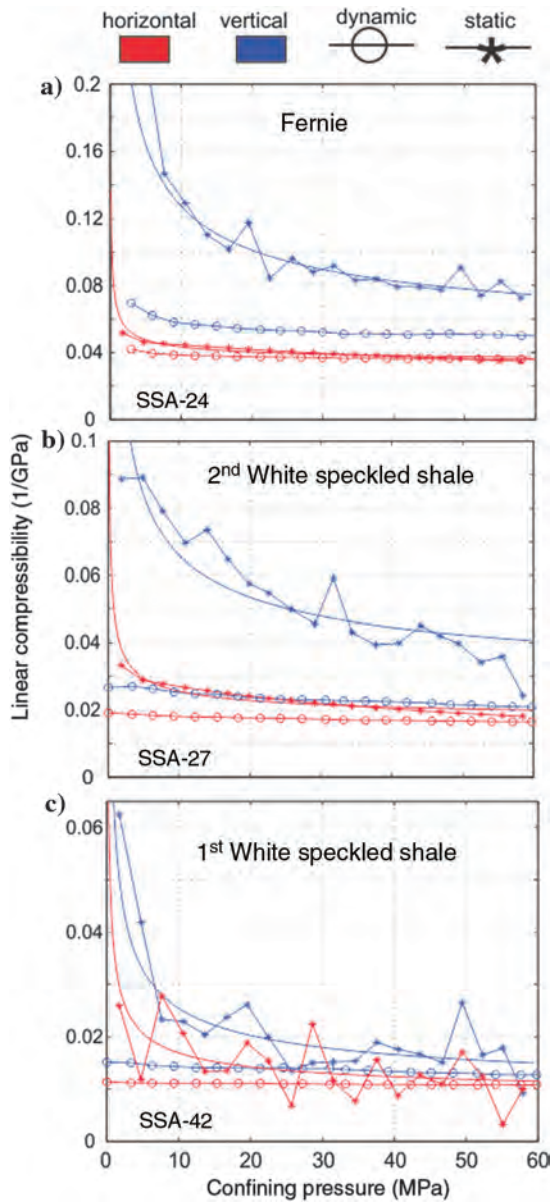 horizontal vertical dynamic static
a)
Fernie
0.2
0.16
0.12
0.08
0.04
0
SSA-24
b)
2nd White speckled shale
0.1
0.08
0.06
0.04
0.02
0
SSA-27
c)
1st White speckled shale
0.06
0.04
0.02
0
SSA-42
Linear compressibility (1/GPa)
0 10 20 30 40 50 60
Confining pressure (MPa)